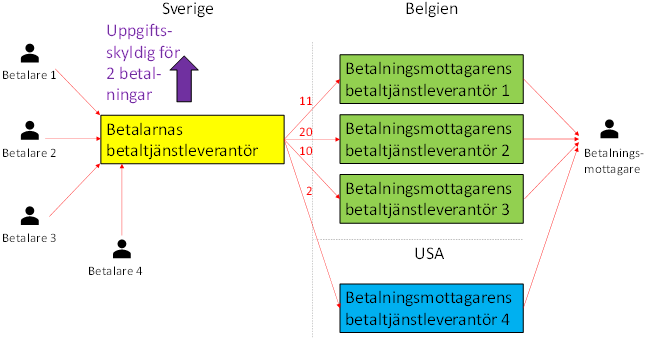 Sverige
Belgien
Uppgifts-
skyldig för
2 betal-
ningar
Betalare 1
Betalare 2
Betalare 3
Betalare 4
Betalarnas
betaltjänstleverantör
11
20
10
2
Betalningsmottagarens
betaltjänstleverantör 1
Betalningsmottagarens
betaltjänstleverantör 2
Betalningsmottagarens
betaltjänstleverantör 3
USA
Betalningsmottagarens
betaltjänstleverantör 4
Betalnings-
mottagare